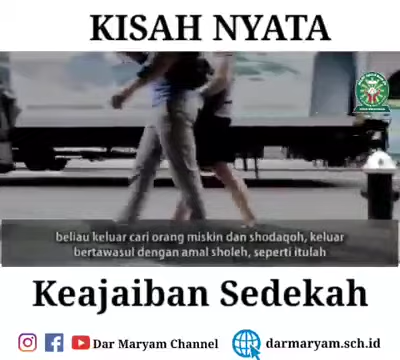 KISAH NYATA
beliau keluar cari orang miskin dan shodaqoh, keluar
bertawasul dengan amal sholeh, seperti itulah
Keajaiban Sedekah
Dar Maryam Channel
darmaryam.sch.id